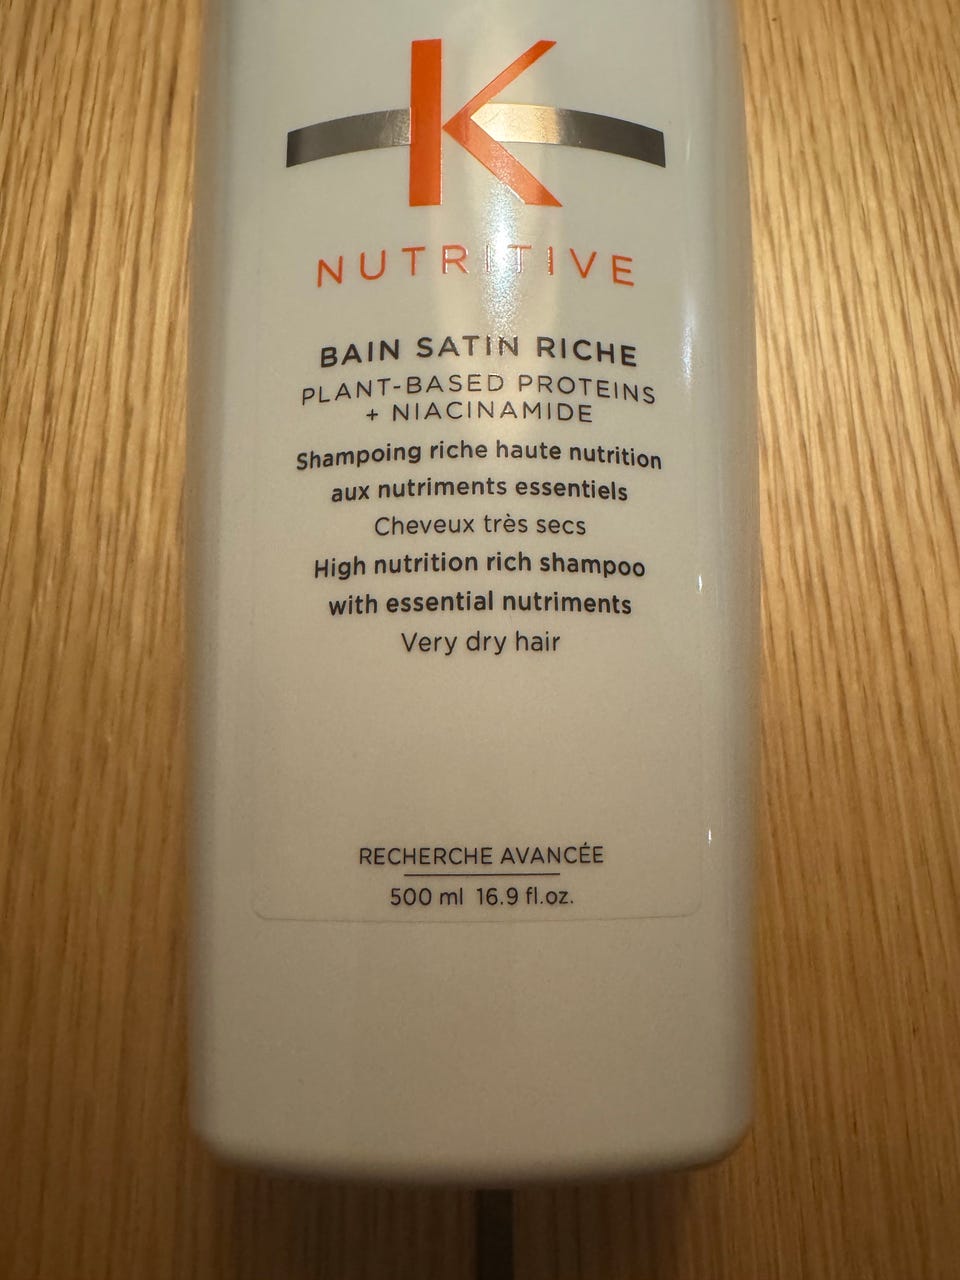 K
NUTRITIVE
BAIN SATIN RICHE
PLANT-BASED PROTEINS
+ NIACINAMIDE
Shampoing riche haute nutrition
aux nutriments essentiels
Cheveux très secs
High nutrition rich shampoo
with essential nutriments
Very dry hair
RECHERCHE AVANCÉE
500 ml 16.9 fl.oz.